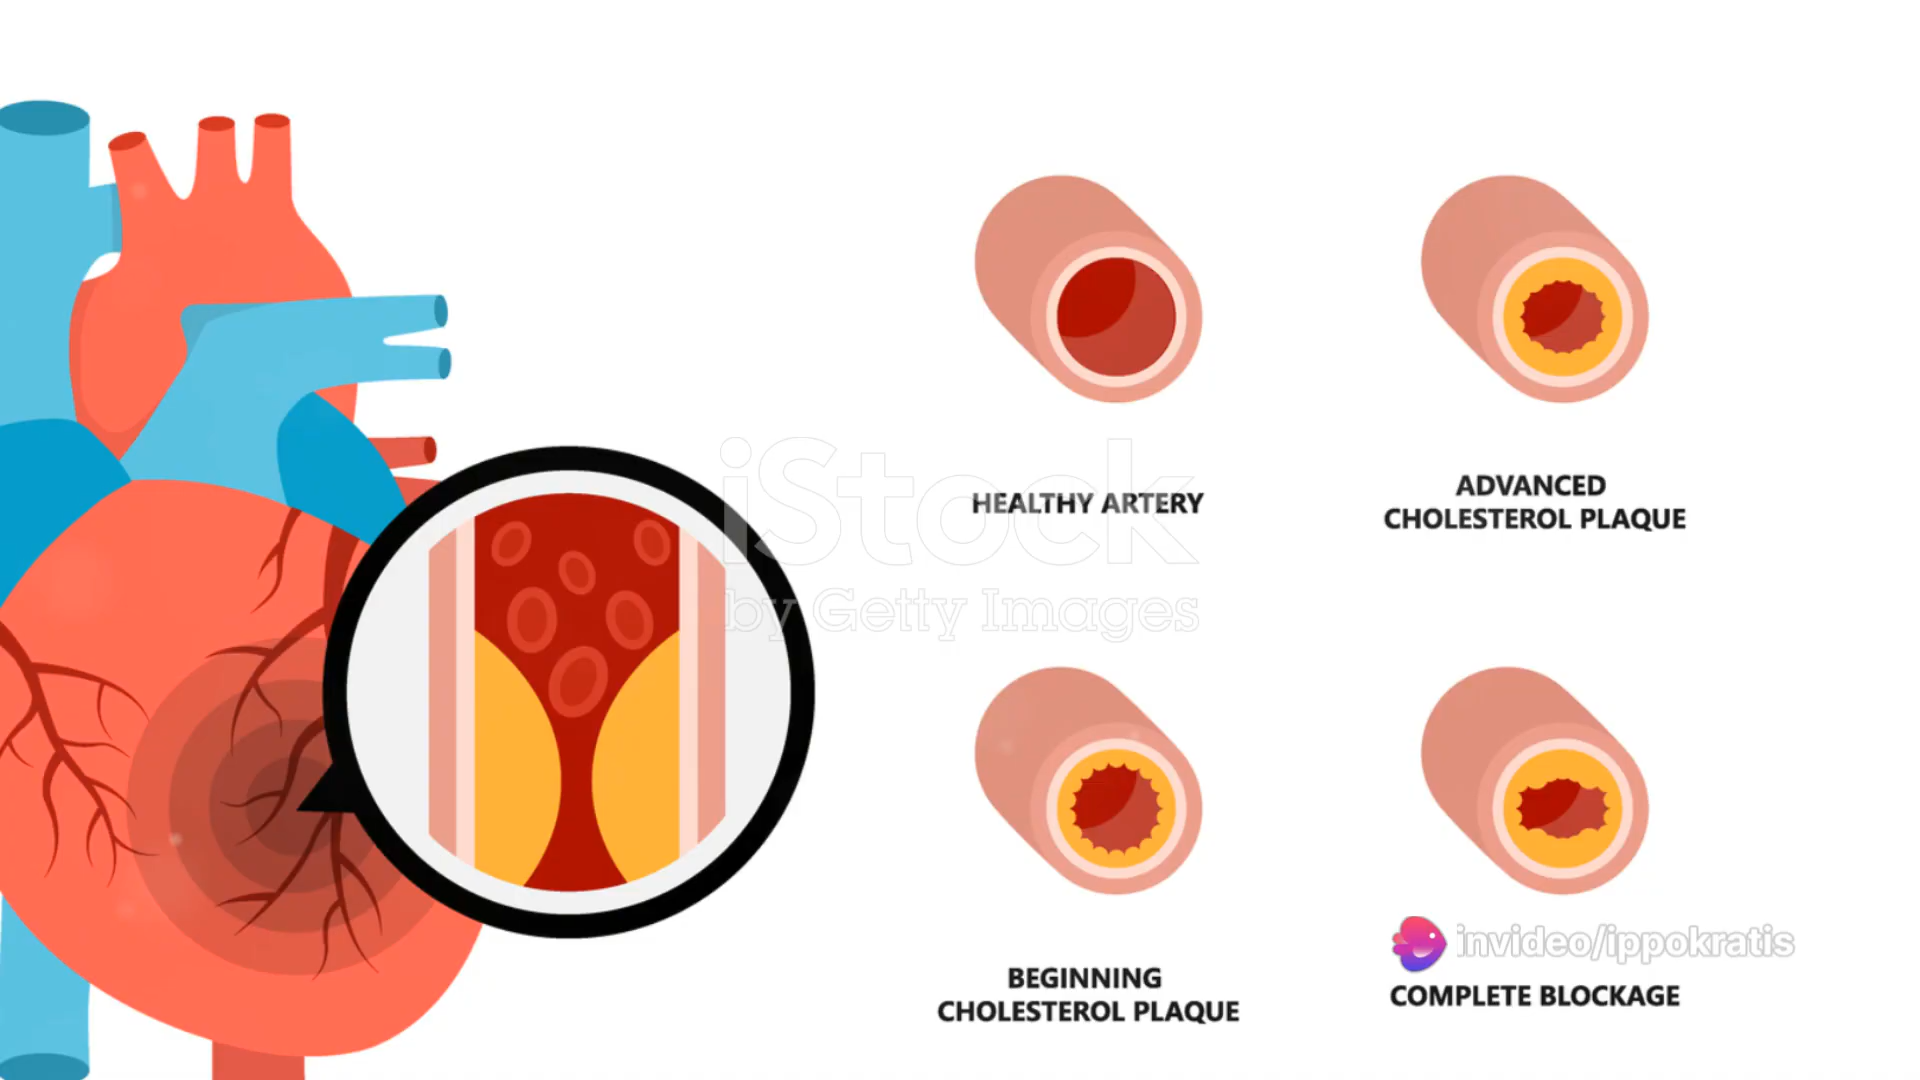 HEALTHY ARTERY
ADVANCED
CHOLESTEROL PLAQUE
iStock
by Getty Images
BEGINNING
CHOLESTEROL PLAQUE
invideo/ippokratis
COMPLETE BLOCKAGE